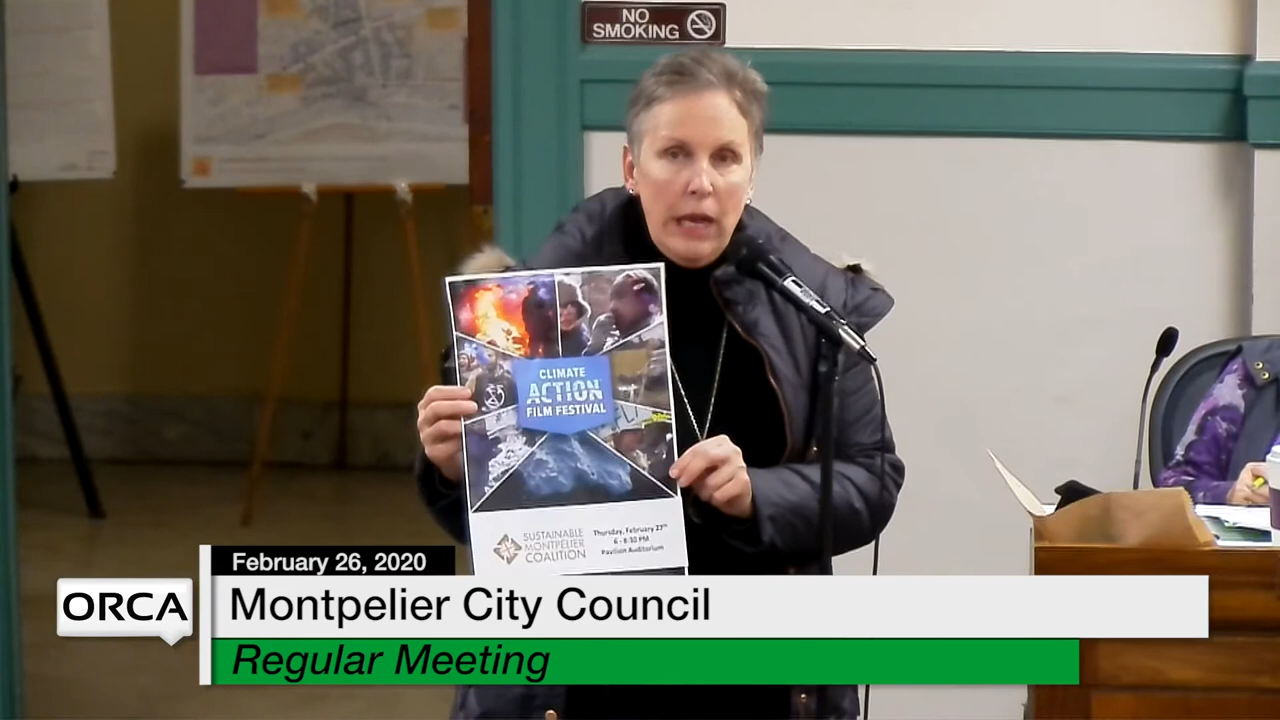 NO
SMOKING
CLIMATE
ACTION
FILM FESTIVAL
SUSTAINABLE
MONTPELIER
COALITION
Thursday, February 27th
6 - 8:30 PM
Pavilion Auditorium
February 26, 2020
ORCA
Montpelier City Council
Regular Meeting